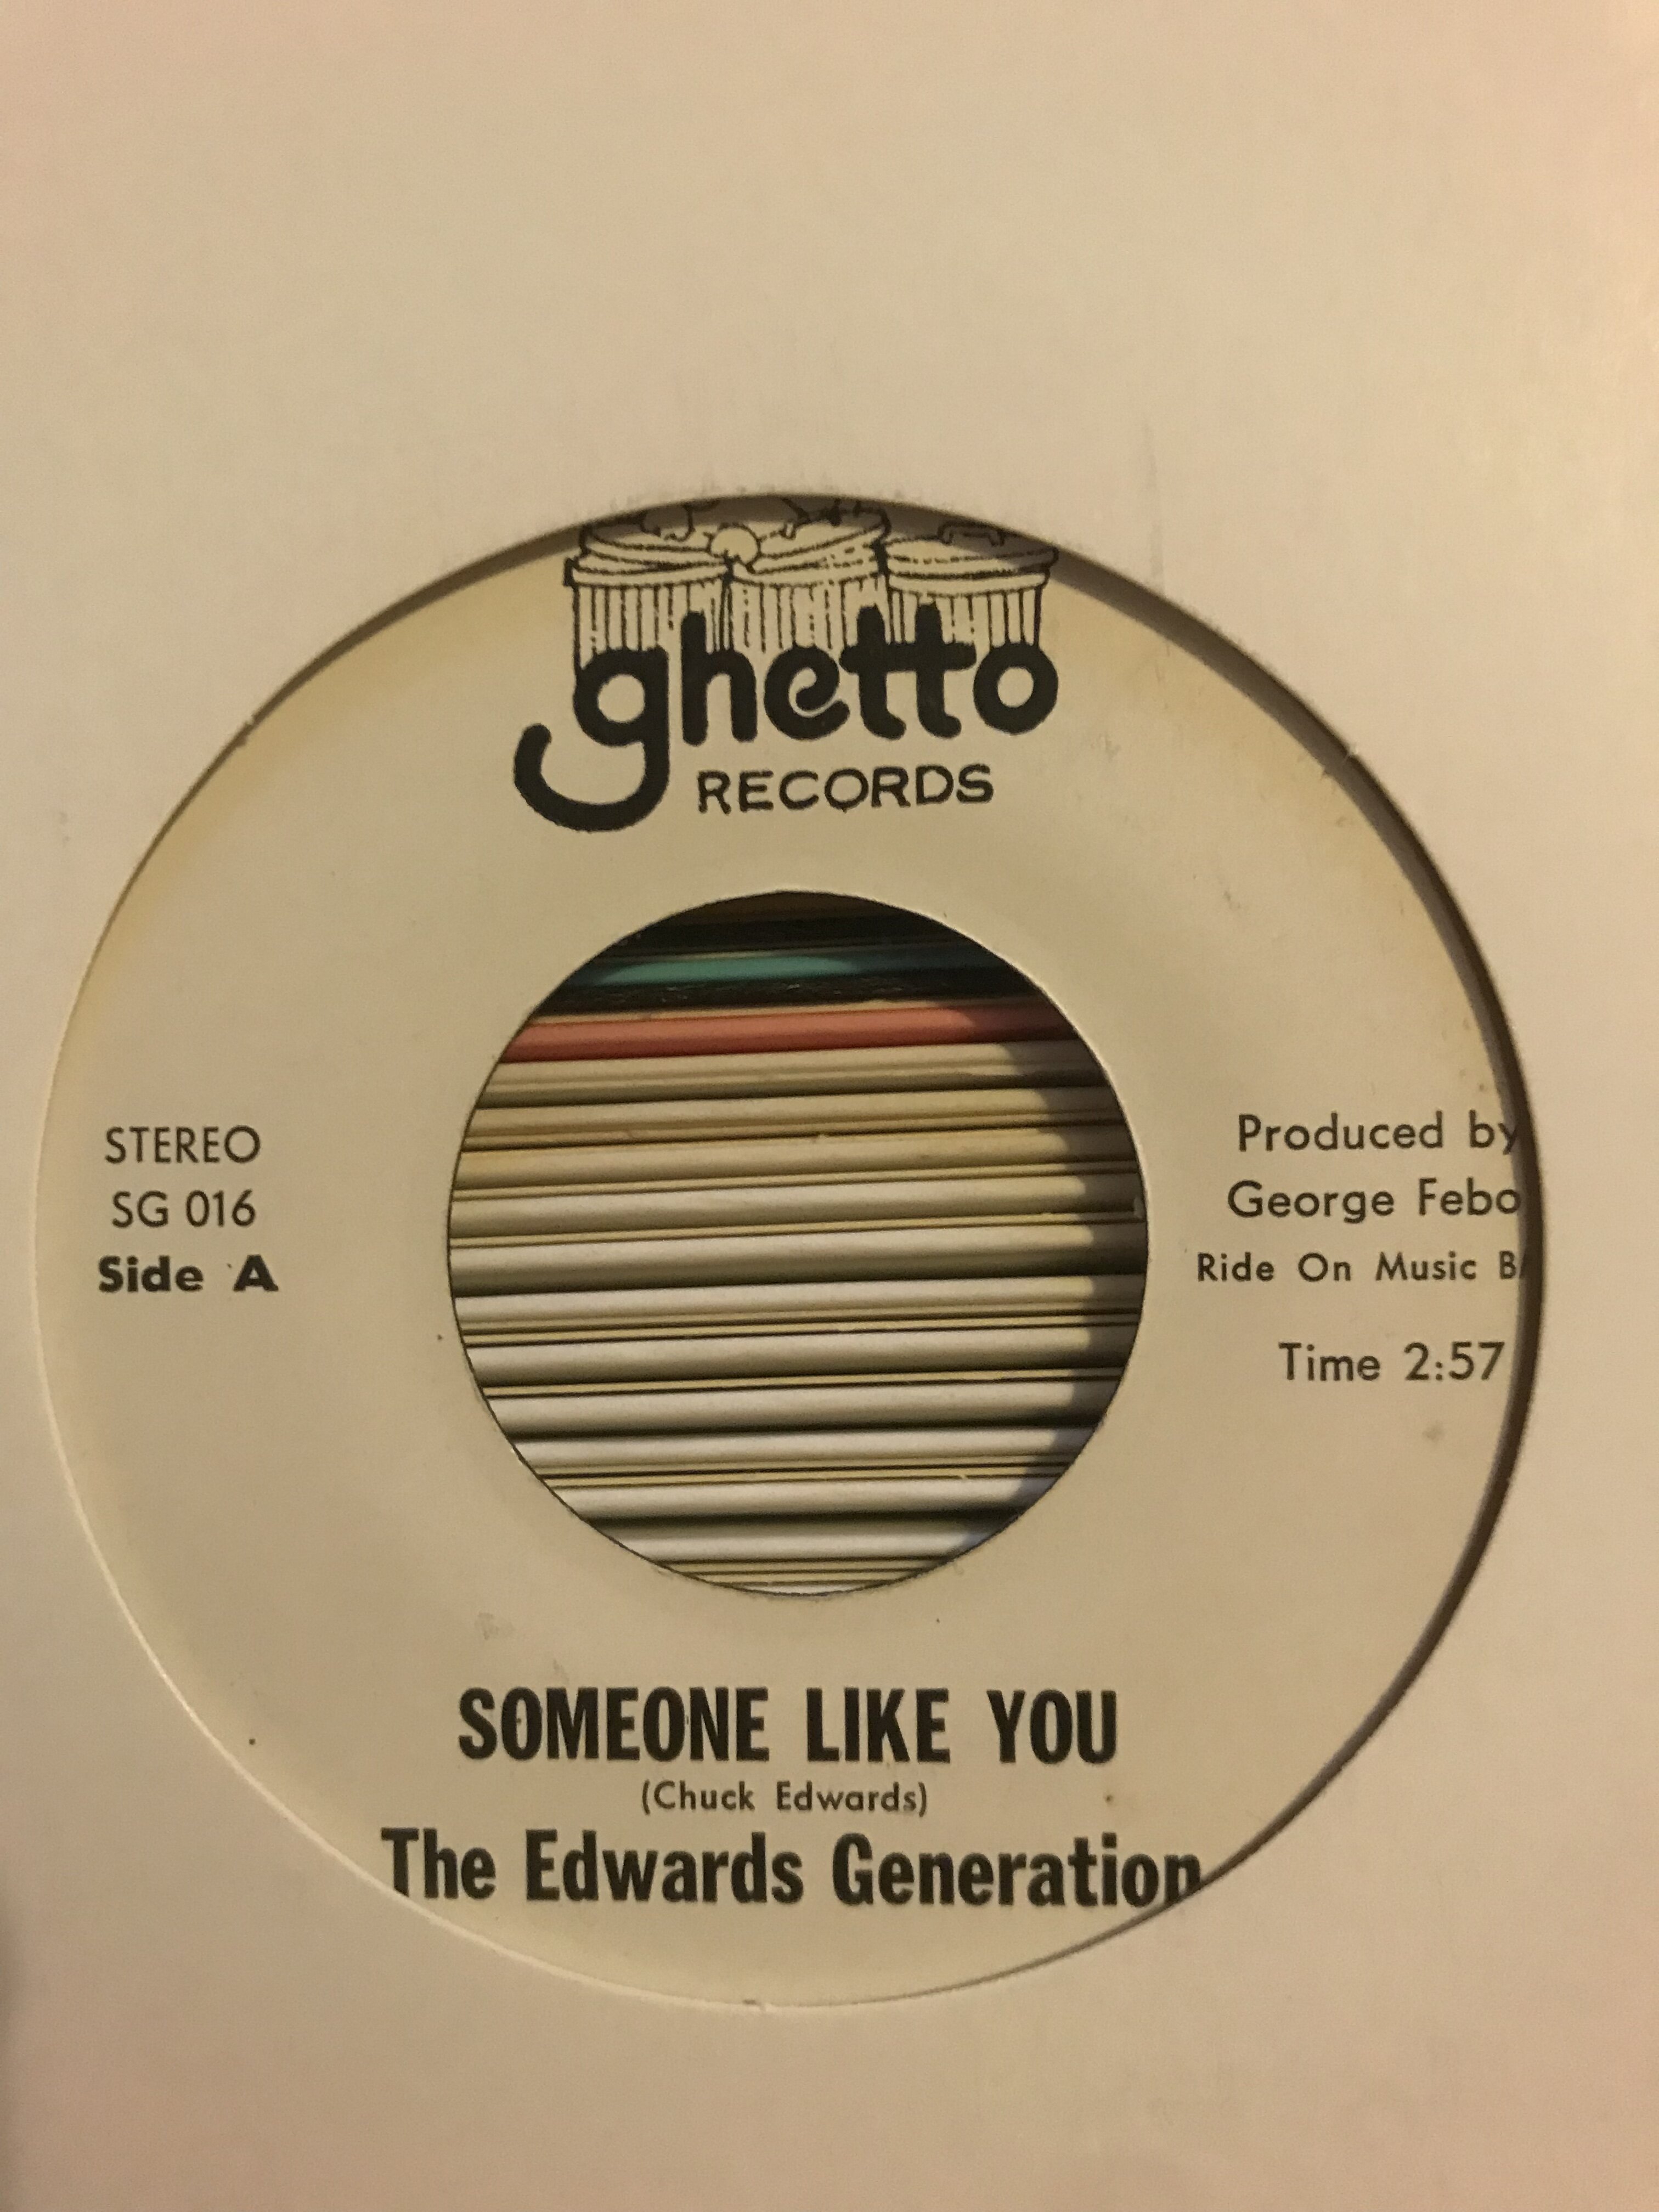 ghetto
RECORDS
STEREO
SG 016
Side A
Produced by
George Febo
Ride On Music
Time 2:57
SOMEONE LIKE YOU
(Chuck Edwards)
The Edwards Generation